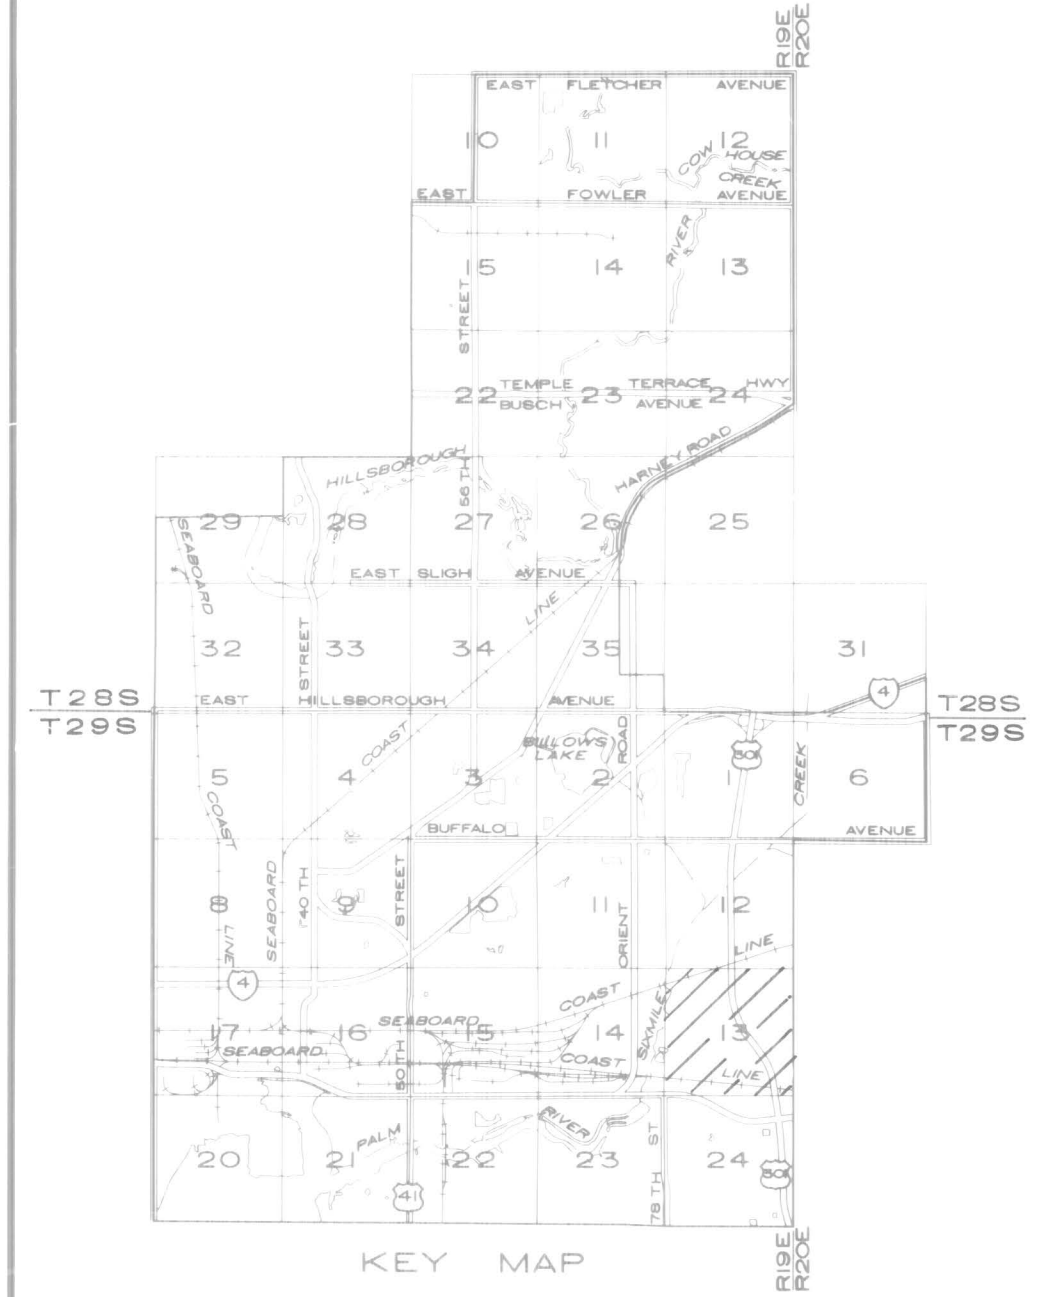 R19E
R20E
EAST FLETCHER AVENUE
10 11 12
COW HOUSE
CREEK
EAST FOWLER AVENUE
RIVER
15 14 13
STREET
TEMPLE TERRACE HWY
22 23 24
BUSCH AVENUE
HARNEY ROAD
HILLSBOROUGH
56 TH
29 28 27 26 25
SEABOARD
EAST SLIGH AVENUE
LINE
STREET
32 33 34 35 31
4
T28S EAST HILLSBOROUGH AVENUE T28S
T29S T29S
COAST
LAKE
ROAD
301
CREEK
5 4 3 2 1 6
COAST
BUFFALO AVENUE
SEABOARD
40 TH
STREET
8 9 10 11 12
LINE
ORIENT
LINE
4
COAST
SIXMILE
SEABOARD
17 16 15 14 13
SEABOARD COAST LINE
50 TH
RIVER
PALM
ST
20 21 22 23 24
78 TH
41
301
KEY MAP
R19E
R20E